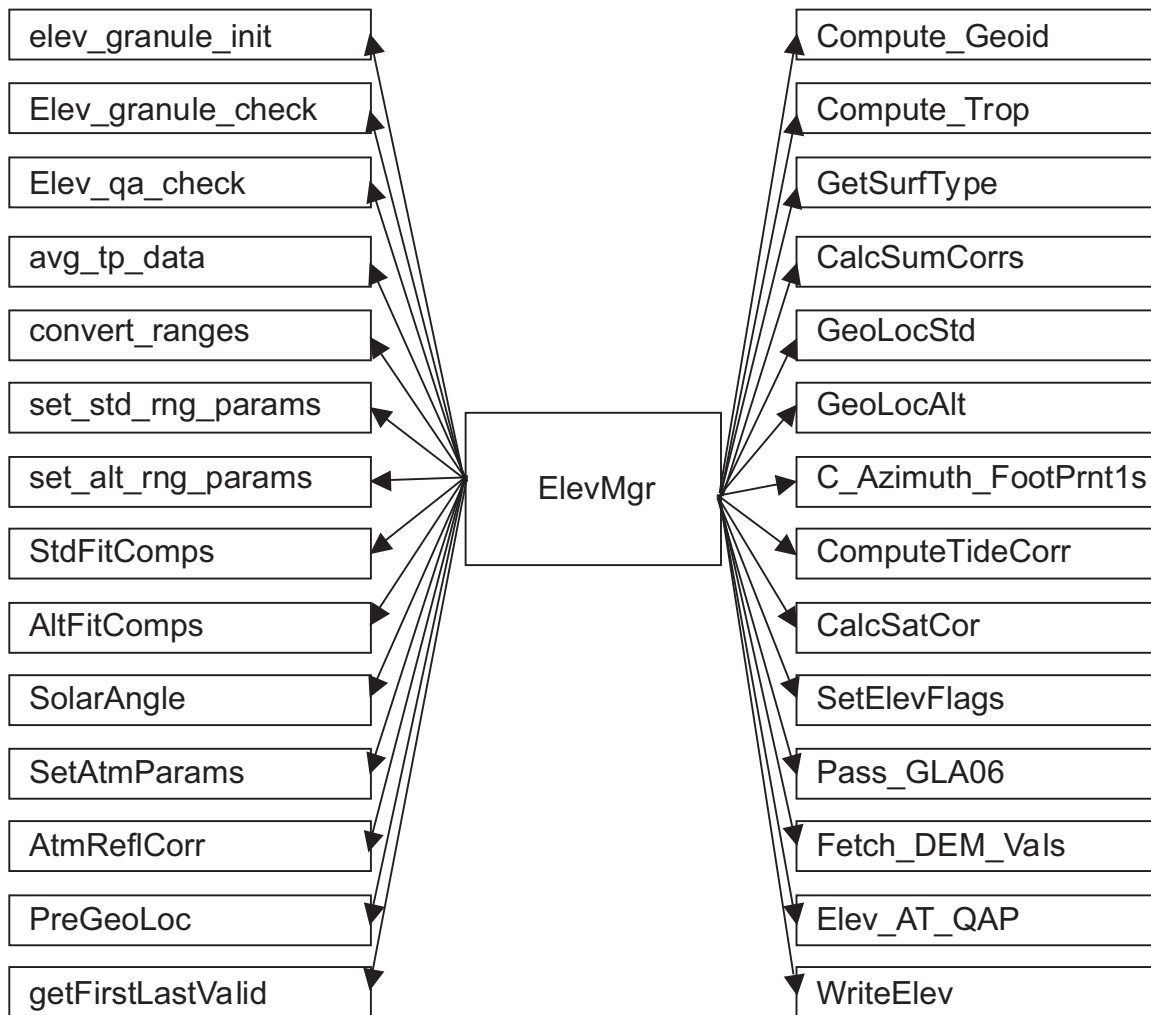 elev_granule_init
Elev_granule_check
Elev_qa_check
avg_tp_data
convert_ranges
set_std_rng_params
set_alt_rng_params
StdFitComps
AltFitComps
SolarAngle
SetAtmParams
AtmReflCorr
PreGeoLoc
getFirstLastValid
ElevMgr
Compute_Geoid
Compute_Trop
GetSurfType
CalcSumCorrs
GeoLocStd
GeoLocAlt
C_Azimuth_FootPrnt1s
ComputeTideCorr
CalcSatCor
SetElevFlags
Pass_GLA06
Fetch_DEM_Vals
Elev_AT_QAP
WriteElev